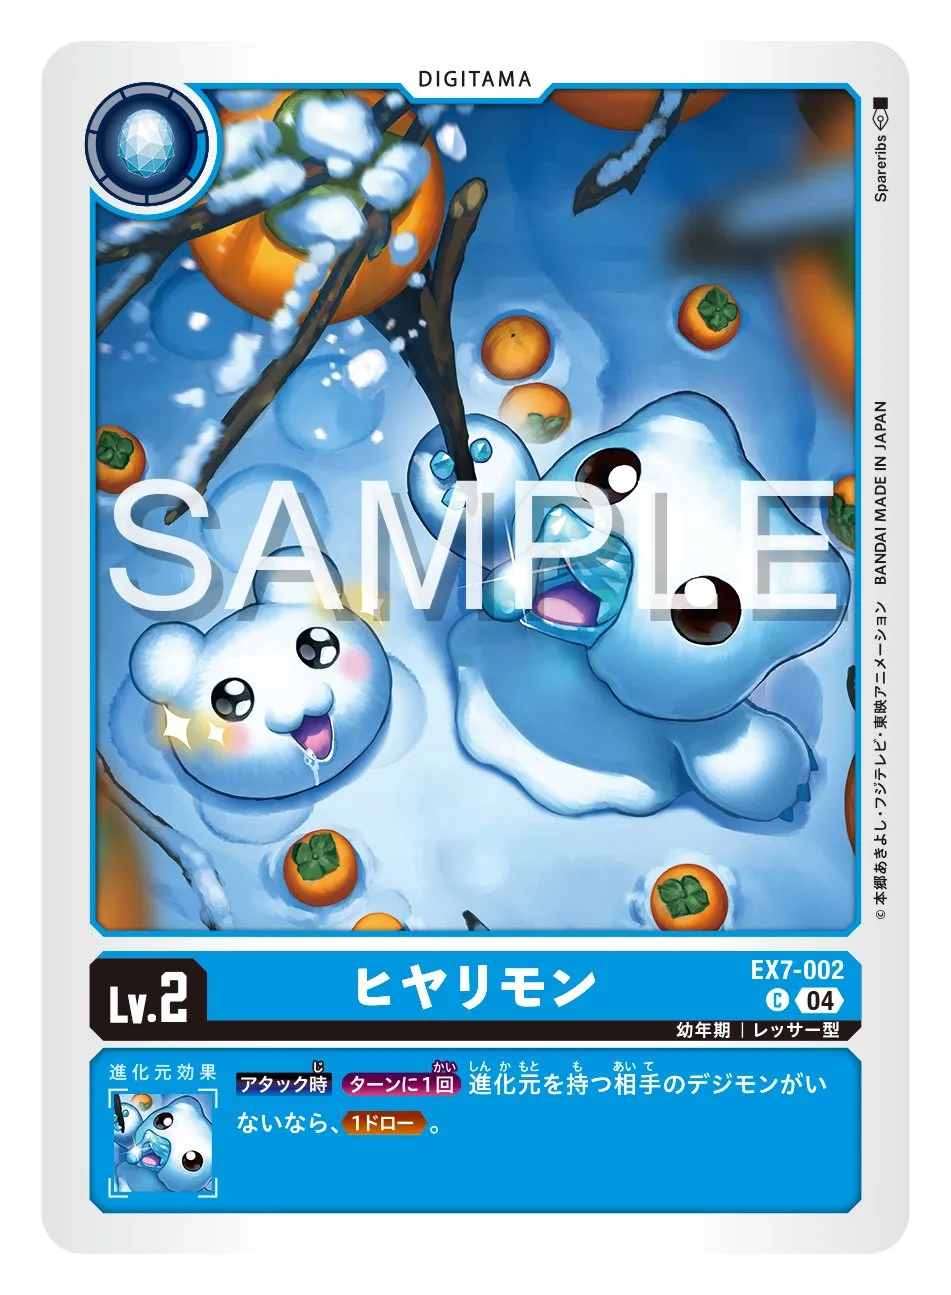 DIGITAMA
Spareribs
SAMPLE
BANDAI MADE IN JAPAN
© 本郷あきよし・フジテレビ・東映アニメーション
Lv.2
ヒヤリモン
EX7-002
C 04
幼年期 | レッサー型
進化元効果
アタック時 ターンに1回 進化元を持つ相手のデジモンがい
ないなら、1ドロー。